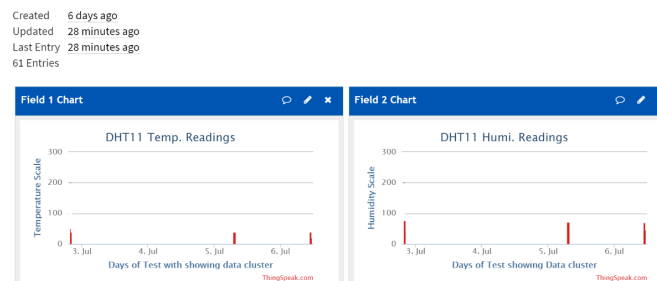 Created 6 days ago
Updated 28 minutes ago
Last Entry 28 minutes ago
61 Entries
Field 1 Chart
DHT11 Temp. Readings
300
200
100
0
Temperature Scale
3. Jul 4. Jul 5. Jul 6. Jul
Days of Test with showing data cluster
ThingSpeak.com
Field 2 Chart
DHT11 Humi. Readings
300
200
100
0
Humidity Scale
3. Jul 4. Jul 5. Jul 6. Jul
Days of Test showing Data cluster
ThingSpeak.com